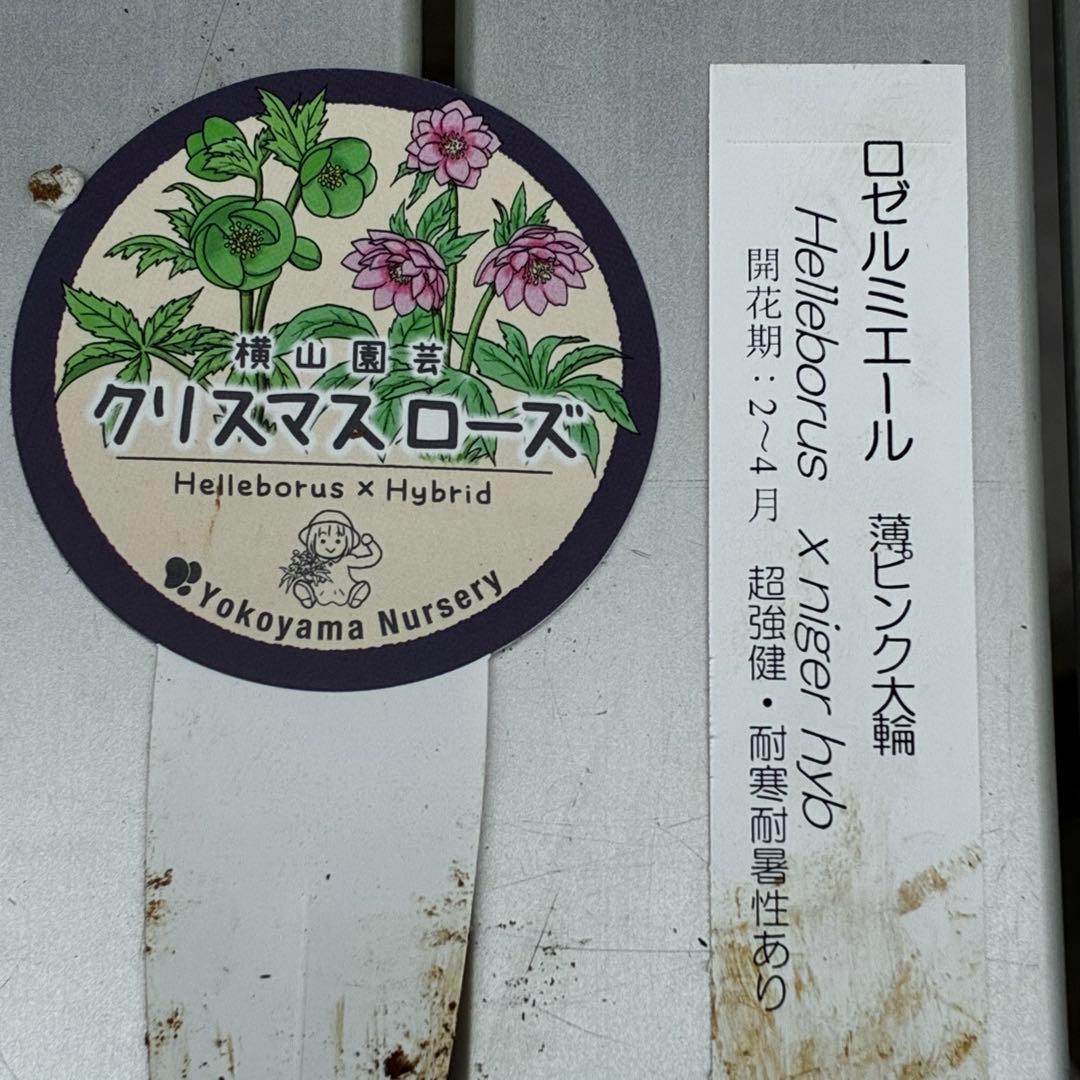 横山園芸
クリスマスローズ
Helleborus × Hybrid
Yokoyama Nursery
ロゼルミエール 薄ピンク大輪
Helleborus × niger hyb
開花期:2~4月 超強健・耐寒耐暑性あり